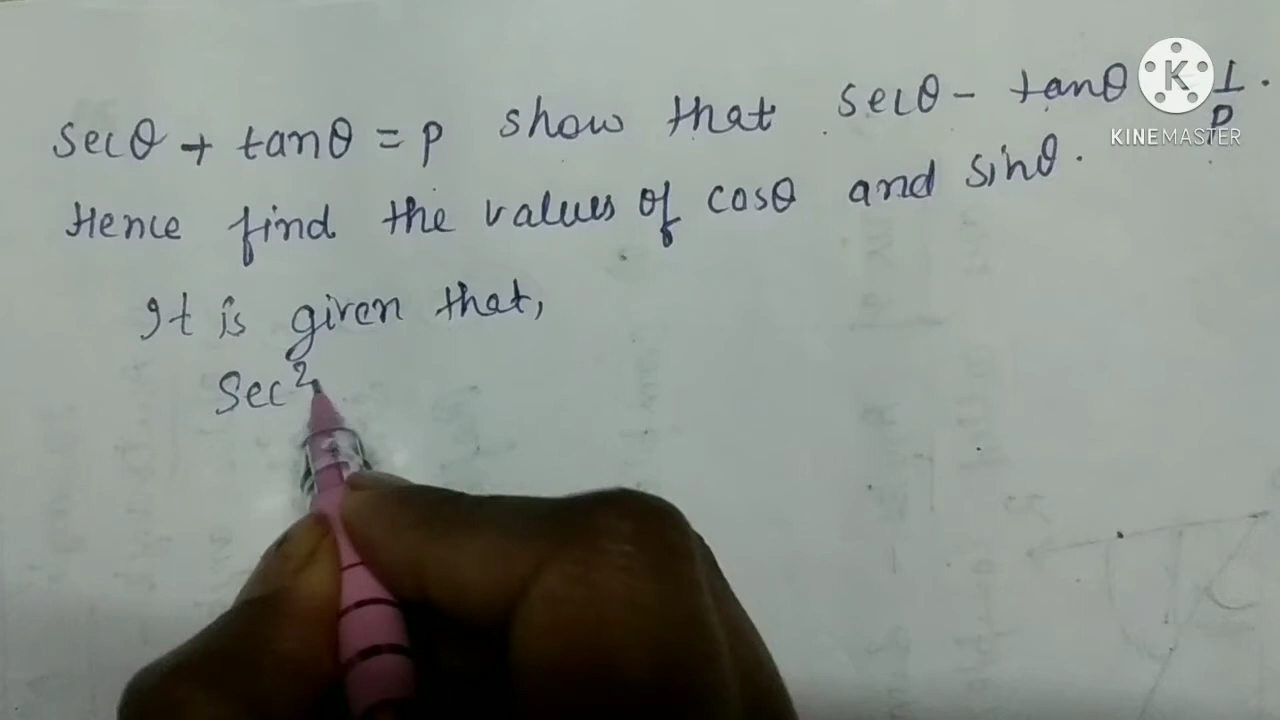 secθ + tanθ = p show that secθ - tanθ 1/p.
Hence find the values of cosθ and sinθ.
It is given that,
Sec²
K
KINEMASTER